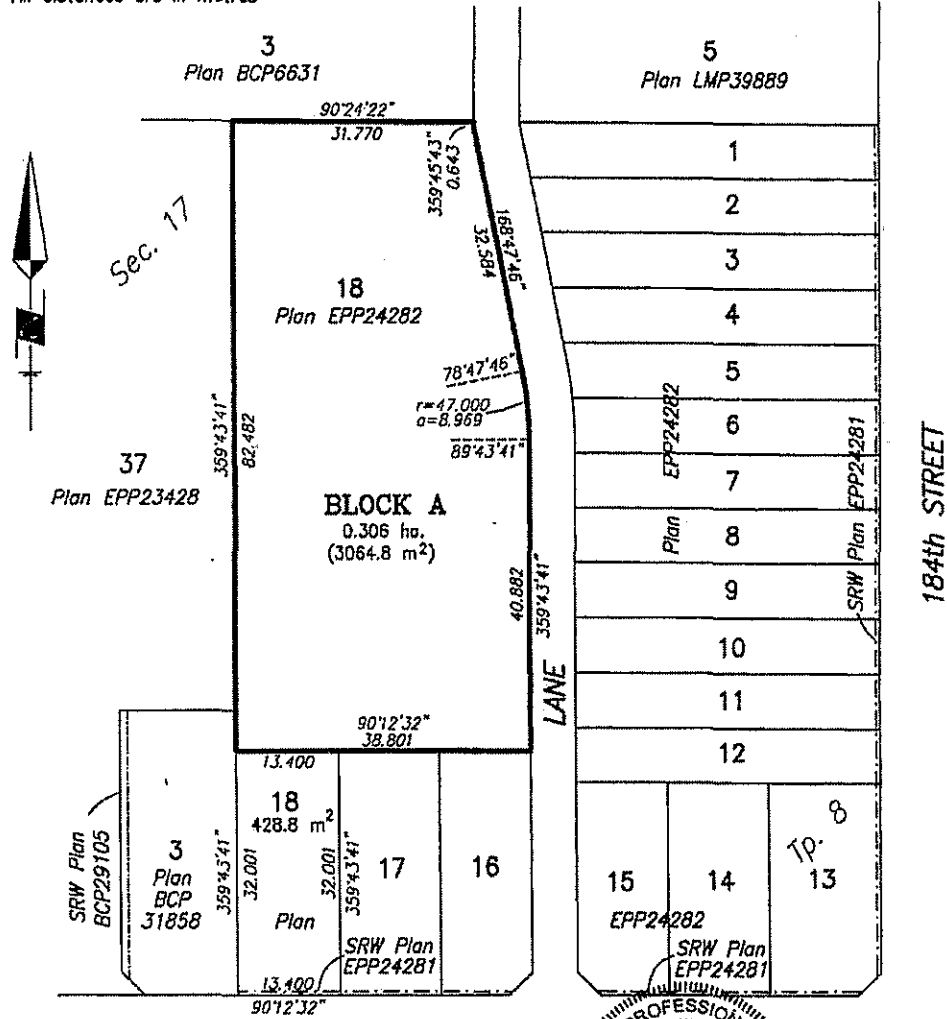 3
Plan BCP6631
5
Plan LMP39889
90°24'22"
31.770
359°45'43"
0.643
1
2
3
4
5
6
7
8
9
10
11
12
Sec. 17
168°47'46"
32.584
18
Plan EPP24282
78°47'46"
r=47.000
a=8.969
89°43'41"
359°43'41"
82.482
37
Plan EPP23428
BLOCK A
0.306 ha.
(3064.8 m²)
40.882
359°43'41"
LANE
Plan EPP24282
SRW Plan EPP24281
184th STREET
90°12'32"
38.801
13.400
18
428.8 m²
Plan
359°43'41"
32.001
32.001
359°43'41"
17
16
SRW Plan
BCP29105
3
Plan
BCP
31858
SRW Plan
EPP24281
13.400
90°12'32"
15
14
13
Tp. 8
EPP24282
SRW Plan
EPP24281
PROFESSION